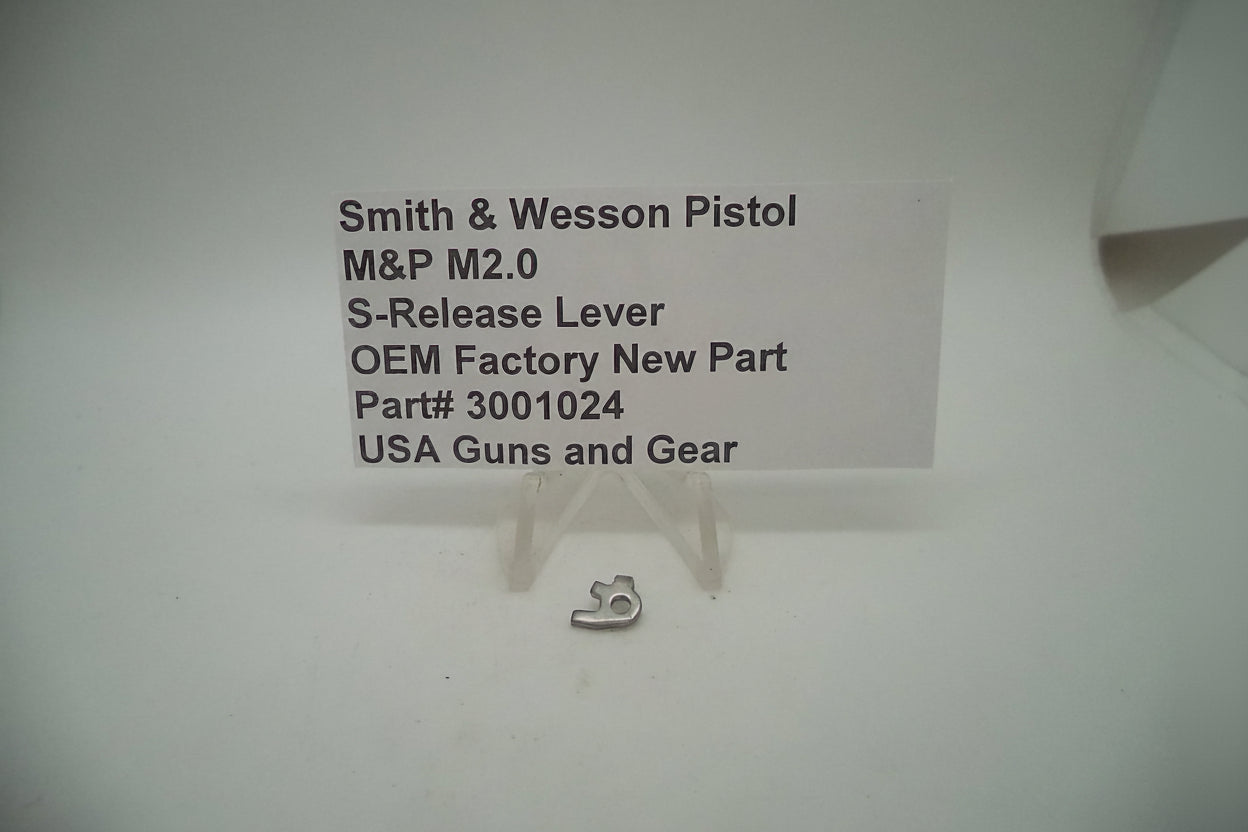 Smith & Wesson Pistol
M&P M2.0
S-Release Lever
OEM Factory New Part
Part# 3001024
USA Guns and Gear